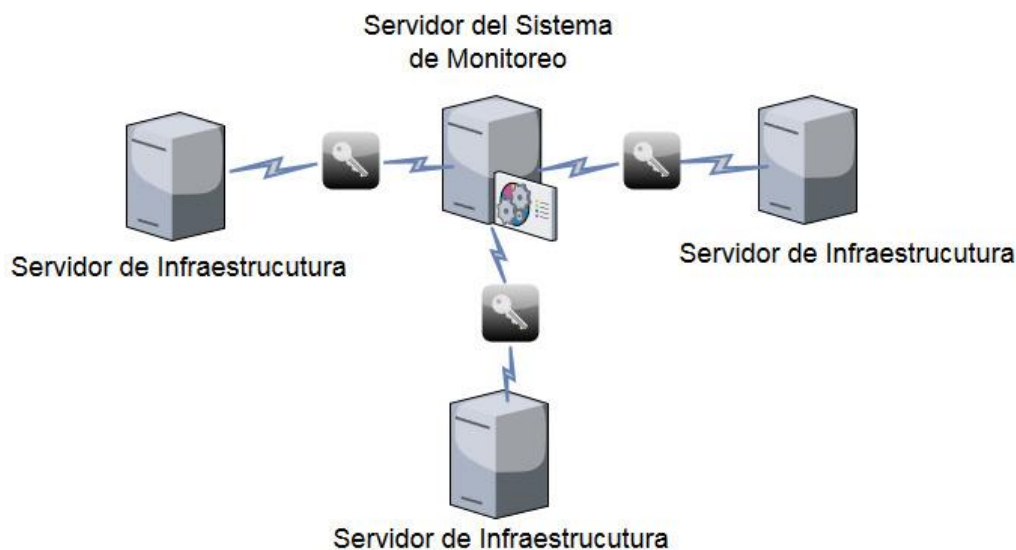 Servidor del Sistema
de Monitoreo
Servidor de Infraestrucutura
Servidor de Infraestrucutura
Servidor de Infraestrucutura